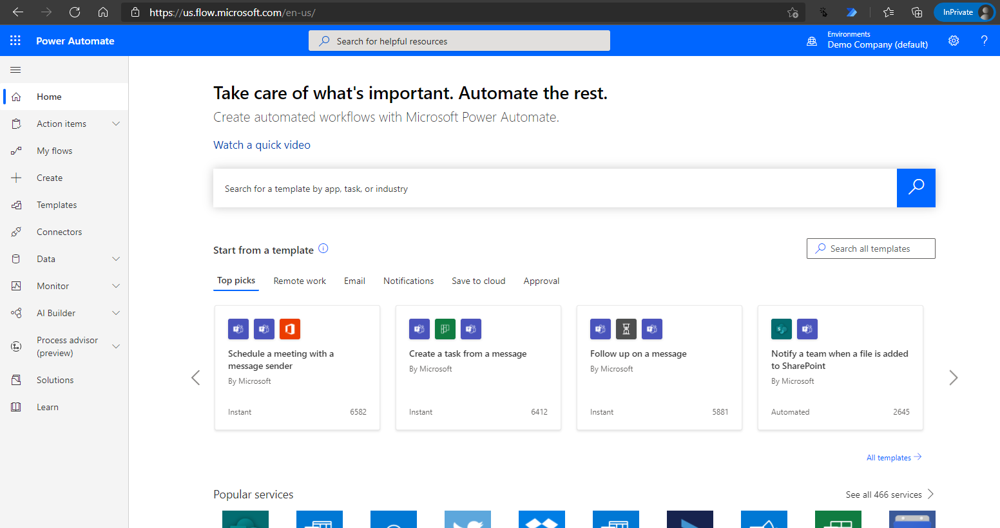 https://us.flow.microsoft.com/en-us/
InPrivate
Power Automate
Search for helpful resources
Environments
Demo Company (default)
?
Home
Action items
My flows
Create
Templates
Connectors
Data
Monitor
AI Builder
Process advisor
(preview)
Solutions
Learn
Take care of what's important. Automate the rest.
Create automated workflows with Microsoft Power Automate.
Watch a quick video
Search for a template by app, task, or industry
Start from a template
Search all templates
Top picks
Remote work
Email
Notifications
Save to cloud
Approval
Schedule a meeting with a
message sender
By Microsoft
Instant
6582
Create a task from a message
By Microsoft
Instant
6412
Follow up on a message
By Microsoft
Instant
5881
Notify a team when a file is added
to SharePoint
By Microsoft
Automated
2645
All templates
Popular services
See all 466 services